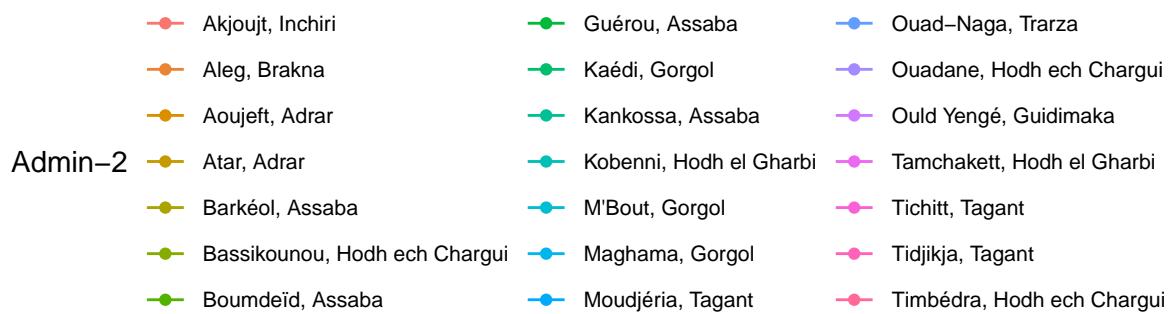 Admin−2
Akjoujt, Inchiri
Aleg, Brakna
Aoujeft, Adrar
Atar, Adrar
Barkéol, Assaba
Bassikounou, Hodh ech Chargui
Boumdeïd, Assaba
Guérou, Assaba
Kaédi, Gorgol
Kankossa, Assaba
Kobenni, Hodh el Gharbi
M'Bout, Gorgol
Maghama, Gorgol
Moudjéria, Tagant
Ouad−Naga, Trarza
Ouadane, Hodh ech Chargui
Ould Yengé, Guidimaka
Tamchakett, Hodh el Gharbi
Tichitt, Tagant
Tidjikja, Tagant
Timbédra, Hodh ech Chargui